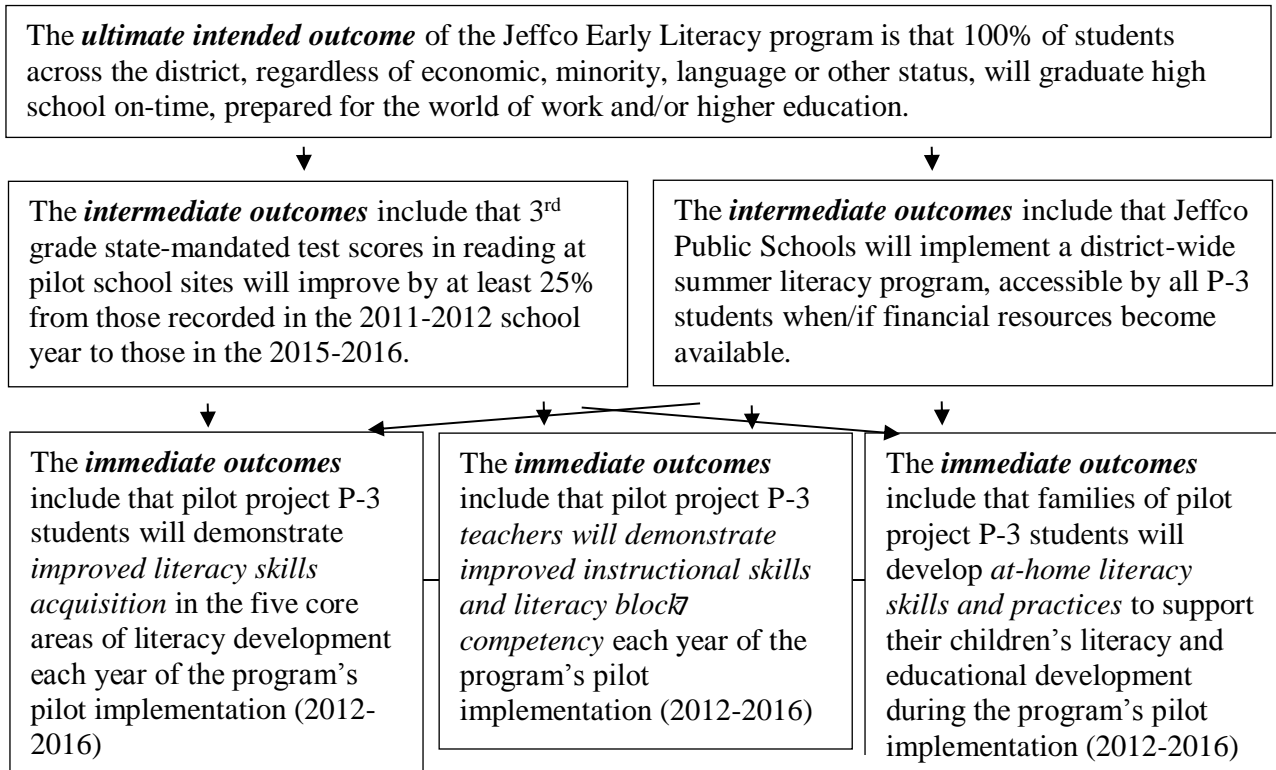 The ultimate intended outcome of the Jeffco Early Literacy program is that 100% of students
across the district, regardless of economic, minority, language or other status, will graduate high
school on-time, prepared for the world of work and/or higher education.
The intermediate outcomes include that 3rd
grade state-mandated test scores in reading at
pilot school sites will improve by at least 25%
from those recorded in the 2011-2012 school
year to those in the 2015-2016.
The intermediate outcomes include that Jeffco
Public Schools will implement a district-wide
summer literacy program, accessible by all P-3
students when/if financial resources become
available.
The immediate outcomes
include that pilot project P-3
students will demonstrate
improved literacy skills
acquisition in the five core
areas of literacy development
each year of the program’s
pilot implementation (2012-
2016)
The immediate outcomes
include that pilot project P-3
teachers will demonstrate
improved instructional skills
and literacy block7
competency each year of the
program’s pilot
implementation (2012-2016)
The immediate outcomes
include that families of pilot
project P-3 students will
develop at-home literacy
skills and practices to support
their children’s literacy and
educational development
during the program’s pilot
implementation (2012-2016)